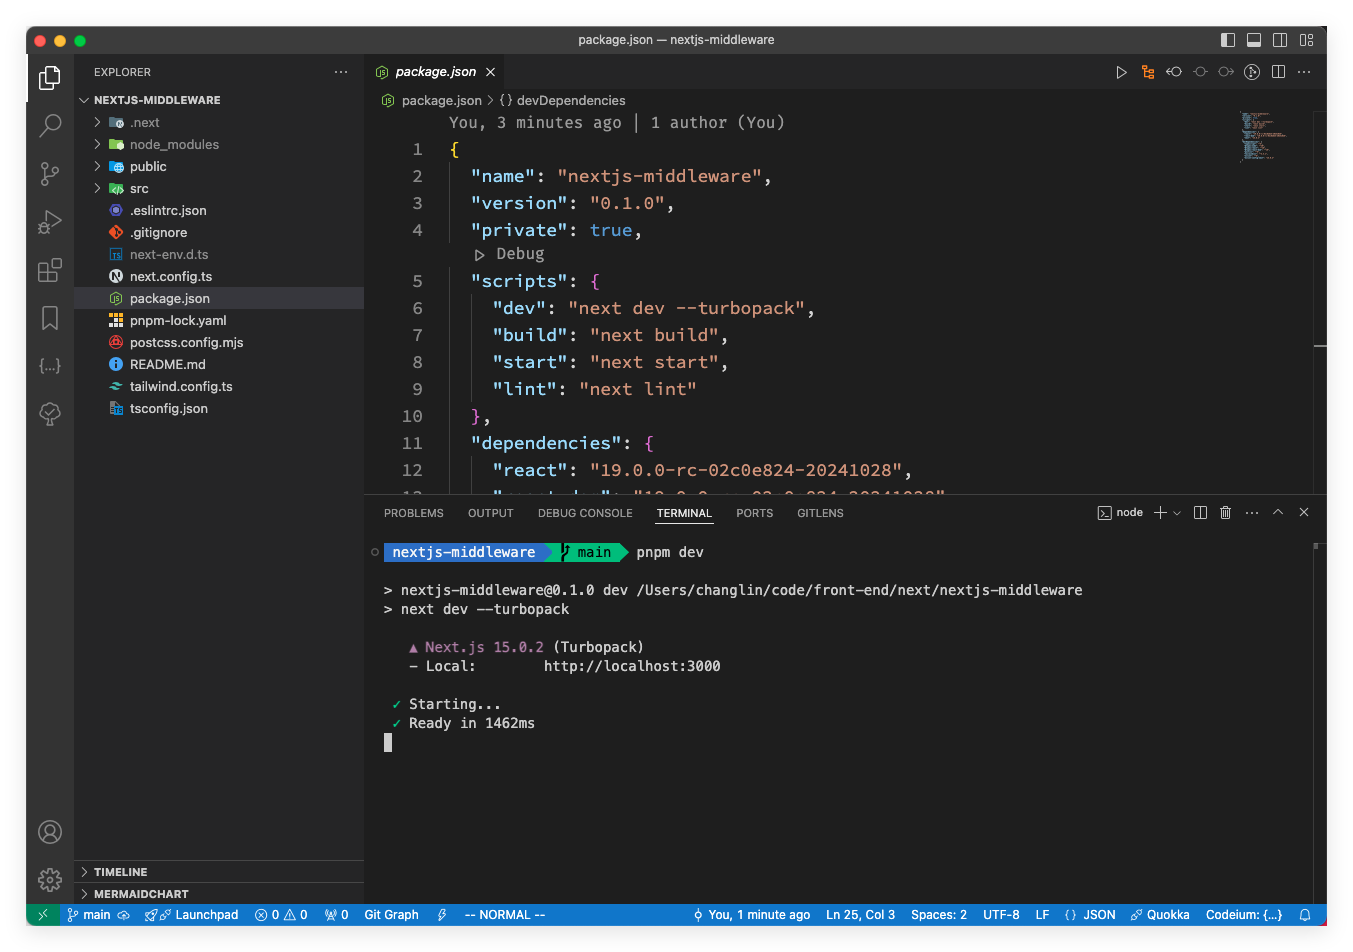 package.json — nextjs-middleware
EXPLORER
NEXTJS-MIDDLEWARE
.next
node_modules
public
src
.eslintrc.json
.gitignore
next-env.d.ts
next.config.ts
package.json
pnpm-lock.yaml
postcss.config.mjs
README.md
tailwind.config.ts
tsconfig.json
TIMELINE
MERMAIDCHART
package.json
package.json > { } devDependencies
You, 3 minutes ago | 1 author (You)
1 {
2 "name": "nextjs-middleware",
3 "version": "0.1.0",
4 "private": true,
Debug
5 "scripts": {
6 "dev": "next dev --turbopack",
7 "build": "next build",
8 "start": "next start",
9 "lint": "next lint"
10 },
11 "dependencies": {
12 "react": "19.0.0-rc-02c0e824-20241028",
PROBLEMS OUTPUT DEBUG CONSOLE TERMINAL PORTS GITLENS
node
nextjs-middleware main pnpm dev
> nextjs-middleware@0.1.0 dev /Users/changlin/code/front-end/next/nextjs-middleware
> next dev --turbopack
▲ Next.js 15.0.2 (Turbopack)
- Local: http://localhost:3000
✓ Starting...
✓ Ready in 1462ms
main Launchpad 0 0 0 Git Graph -- NORMAL -- You, 1 minute ago Ln 25, Col 3 Spaces: 2 UTF-8 LF { } JSON Quokka Codeium: {...}